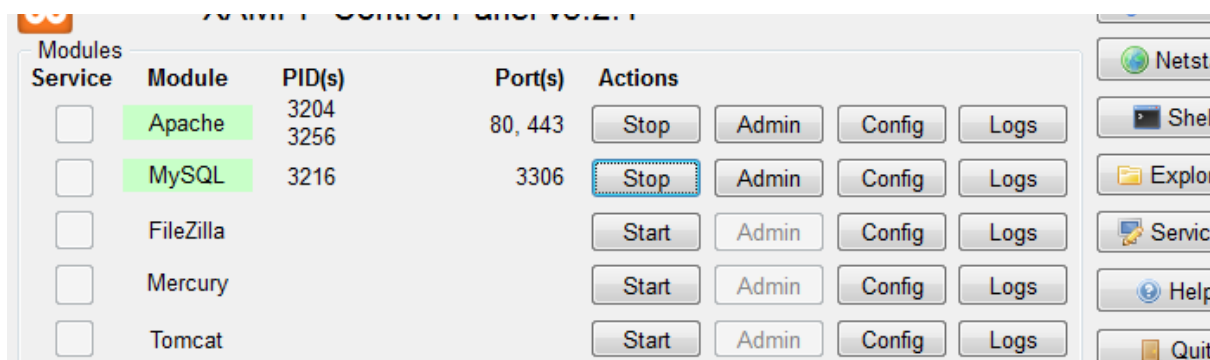 Modules
Service Module PID(s) Port(s) Actions
Apache 3204 3256 80, 443 Stop Admin Config Logs
MySQL 3216 3306 Stop Admin Config Logs
FileZilla Start Admin Config Logs
Mercury Start Admin Config Logs
Tomcat Start Admin Config Logs
Netst
Shel
Explor
Servic
Help
Quit